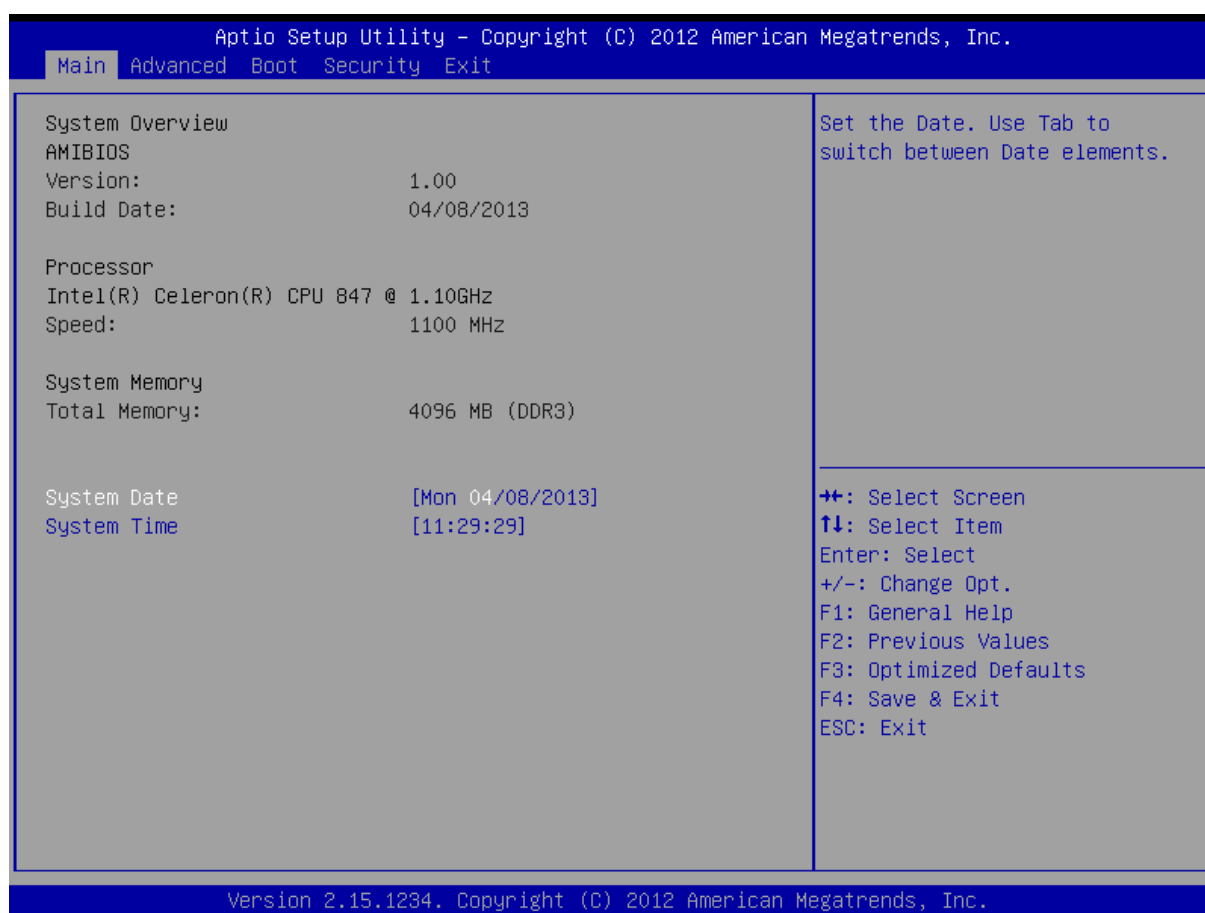 Aptio Setup Utility – Copyright (C) 2012 American Megatrends, Inc.
Main Advanced Boot Security Exit
System Overview
AMIBIOS
Version: 1.00
Build Date: 04/08/2013
Processor
Intel(R) Celeron(R) CPU 847 @ 1.10GHz
Speed: 1100 MHz
System Memory
Total Memory: 4096 MB (DDR3)
System Date [Mon 04/08/2013]
System Time [11:29:29]
Set the Date. Use Tab to
switch between Date elements.
→←: Select Screen
↑↓: Select Item
Enter: Select
+/-: Change Opt.
F1: General Help
F2: Previous Values
F3: Optimized Defaults
F4: Save & Exit
ESC: Exit
Version 2.15.1234. Copyright (C) 2012 American Megatrends, Inc.